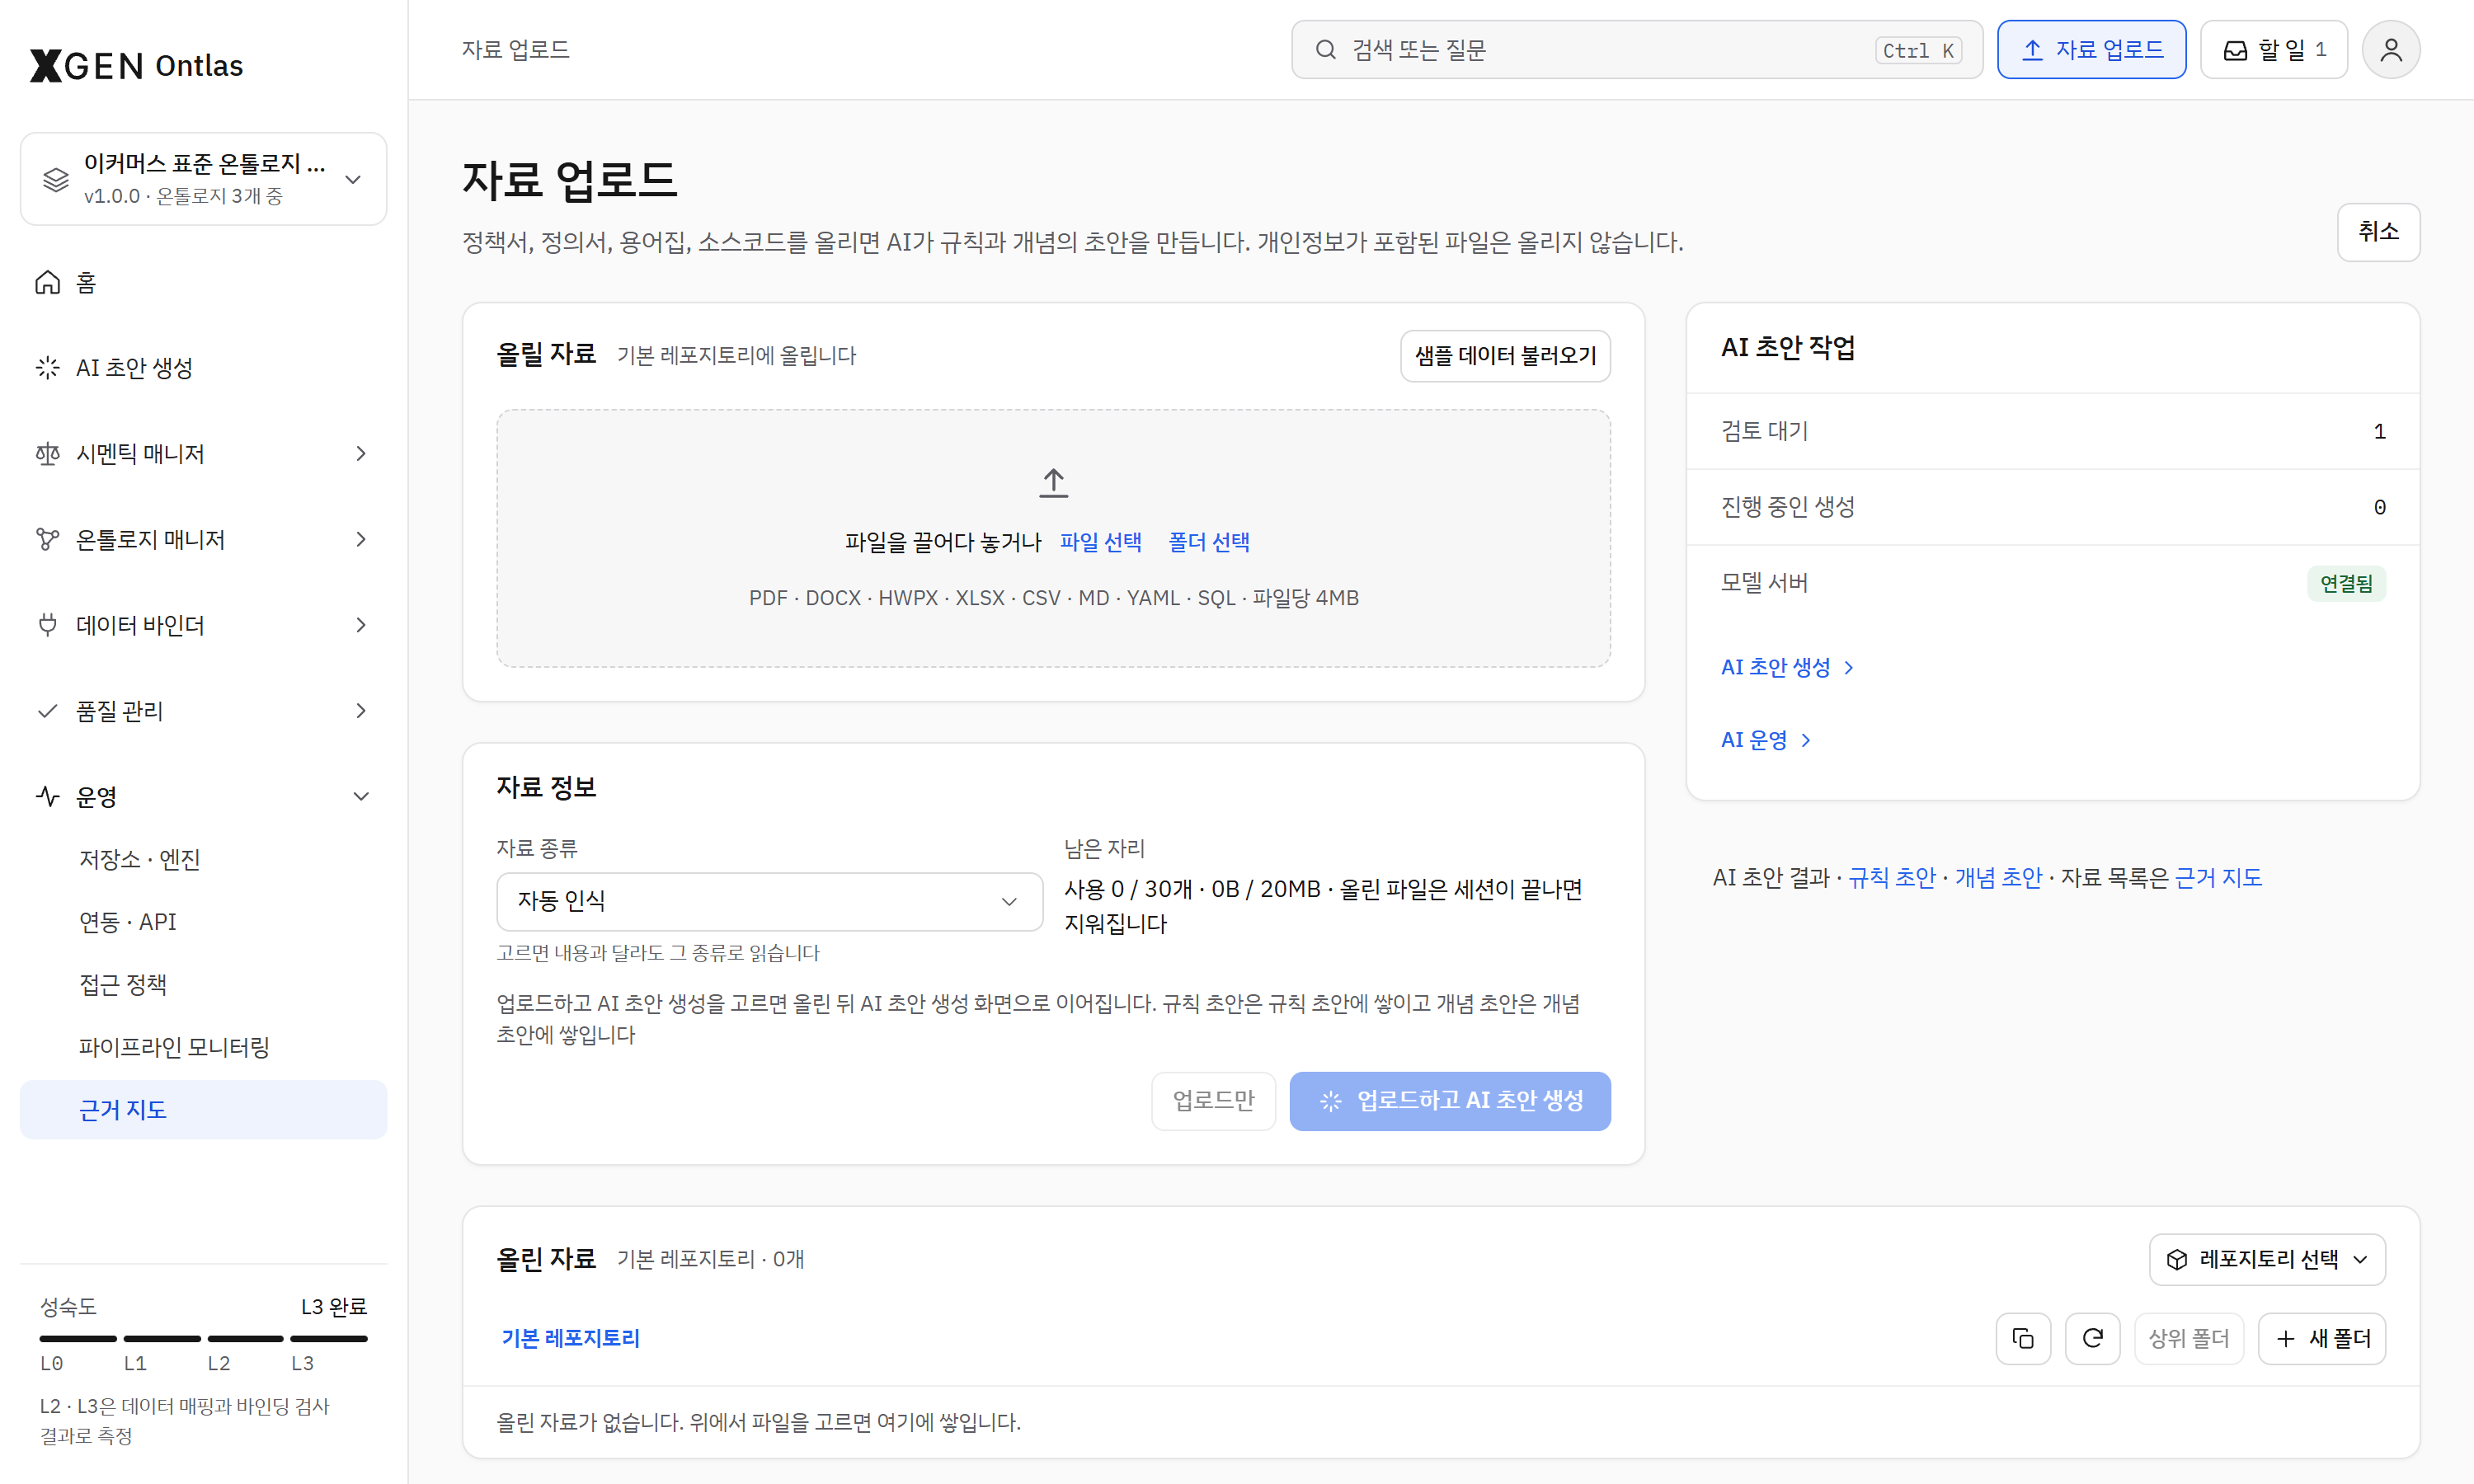 XGEN Ontlas
이커머스 표준 온톨로지 ...
v1.0.0 · 온톨로지 3개 중
홈
AI 초안 생성
시멘틱 매니저
온톨로지 매니저
데이터 바인더
품질 관리
운영
저장소 · 엔진
연동 · API
접근 정책
파이프라인 모니터링
근거 지도
성숙도 L3 완료
L0 L1 L2 L3
L2 · L3은 데이터 매핑과 바인딩 검사
결과로 측정
자료 업로드
검색 또는 질문 Ctrl K
자료 업로드
할 일 1
자료 업로드
정책서, 정의서, 용어집, 소스코드를 올리면 AI가 규칙과 개념의 초안을 만듭니다. 개인정보가 포함된 파일은 올리지 않습니다.
취소
올릴 자료 기본 레포지토리에 올립니다
샘플 데이터 불러오기
파일을 끌어다 놓거나 파일 선택 폴더 선택
PDF · DOCX · HWPX · XLSX · CSV · MD · YAML · SQL · 파일당 4MB
자료 정보
자료 종류
자동 인식
고르면 내용과 달라도 그 종류로 읽습니다
남은 자리
사용 0 / 30개 · 0B / 20MB · 올린 파일은 세션이 끝나면
지워집니다
업로드하고 AI 초안 생성을 고르면 올린 뒤 AI 초안 생성 화면으로 이어집니다. 규칙 초안은 규칙 초안에 쌓이고 개념 초안은 개념
초안에 쌓입니다
업로드만
업로드하고 AI 초안 생성
AI 초안 작업
검토 대기 1
진행 중인 생성 0
모델 서버 연결됨
AI 초안 생성
AI 운영
AI 초안 결과 · 규칙 초안 · 개념 초안 · 자료 목록은 근거 지도
올린 자료 기본 레포지토리 · 0개
레포지토리 선택
기본 레포지토리
상위 폴더
새 폴더
올린 자료가 없습니다. 위에서 파일을 고르면 여기에 쌓입니다.